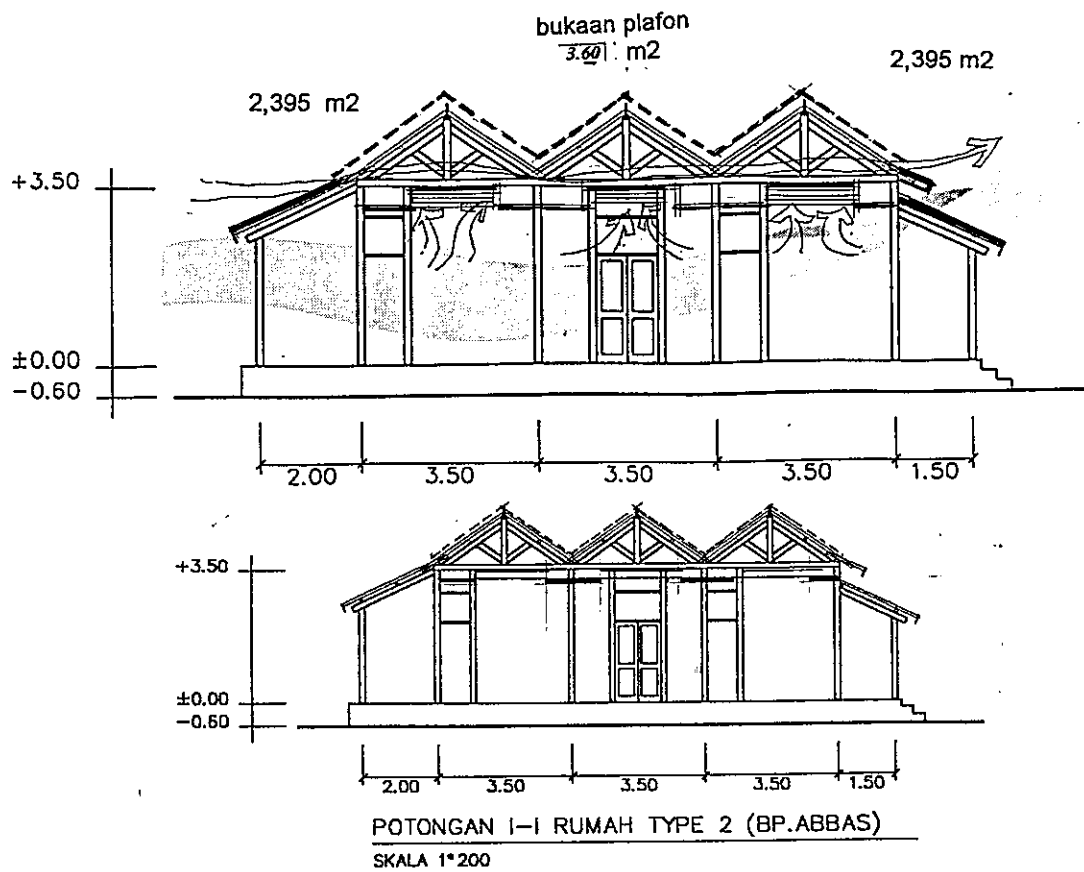 bukaan plafon
3.60 m2
2,395 m2
2,395 m2
+3.50
±0.00
-0.60
2.00 3.50 3.50 3.50 1.50
+3.50
±0.00
-0.60
2.00 3.50 3.50 3.50 1.50
POTONGAN I-I RUMAH TYPE 2 (BP.ABBAS)
SKALA 1:200